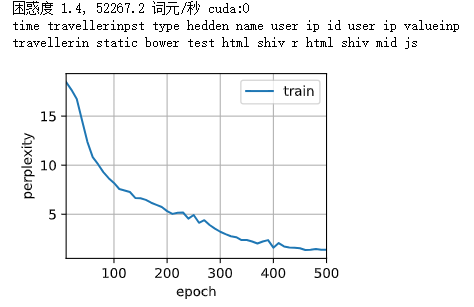 困惑度 1.4, 52267.2 词元/秒 cuda:0
time travellerinpst type hedden name user ip id user ip valueinp
travellerin static bower test html shiv r html shiv mid js
train
15
10
5
perplexity
100 200 300 400 500
epoch